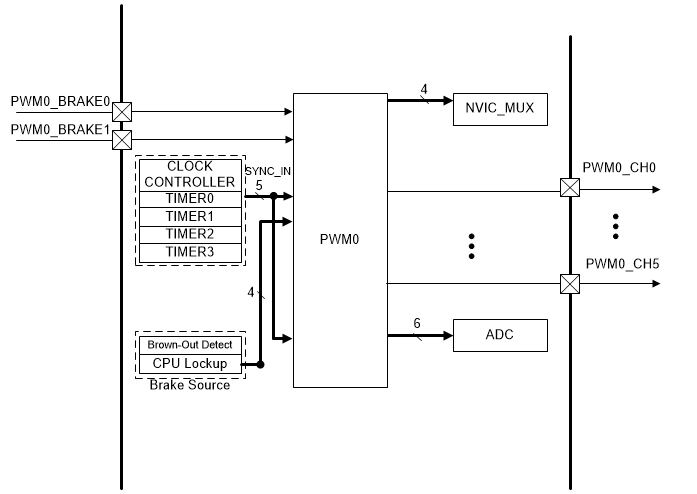 PWM0_BRAKE0
PWM0_BRAKE1
CLOCK
CONTROLLER
TIMER0
TIMER1
TIMER2
TIMER3
SYNC_IN
5
4
Brown-Out Detect
CPU Lockup
Brake Source
PWM0
4
NVIC_MUX
PWM0_CH0
PWM0_CH5
6
ADC